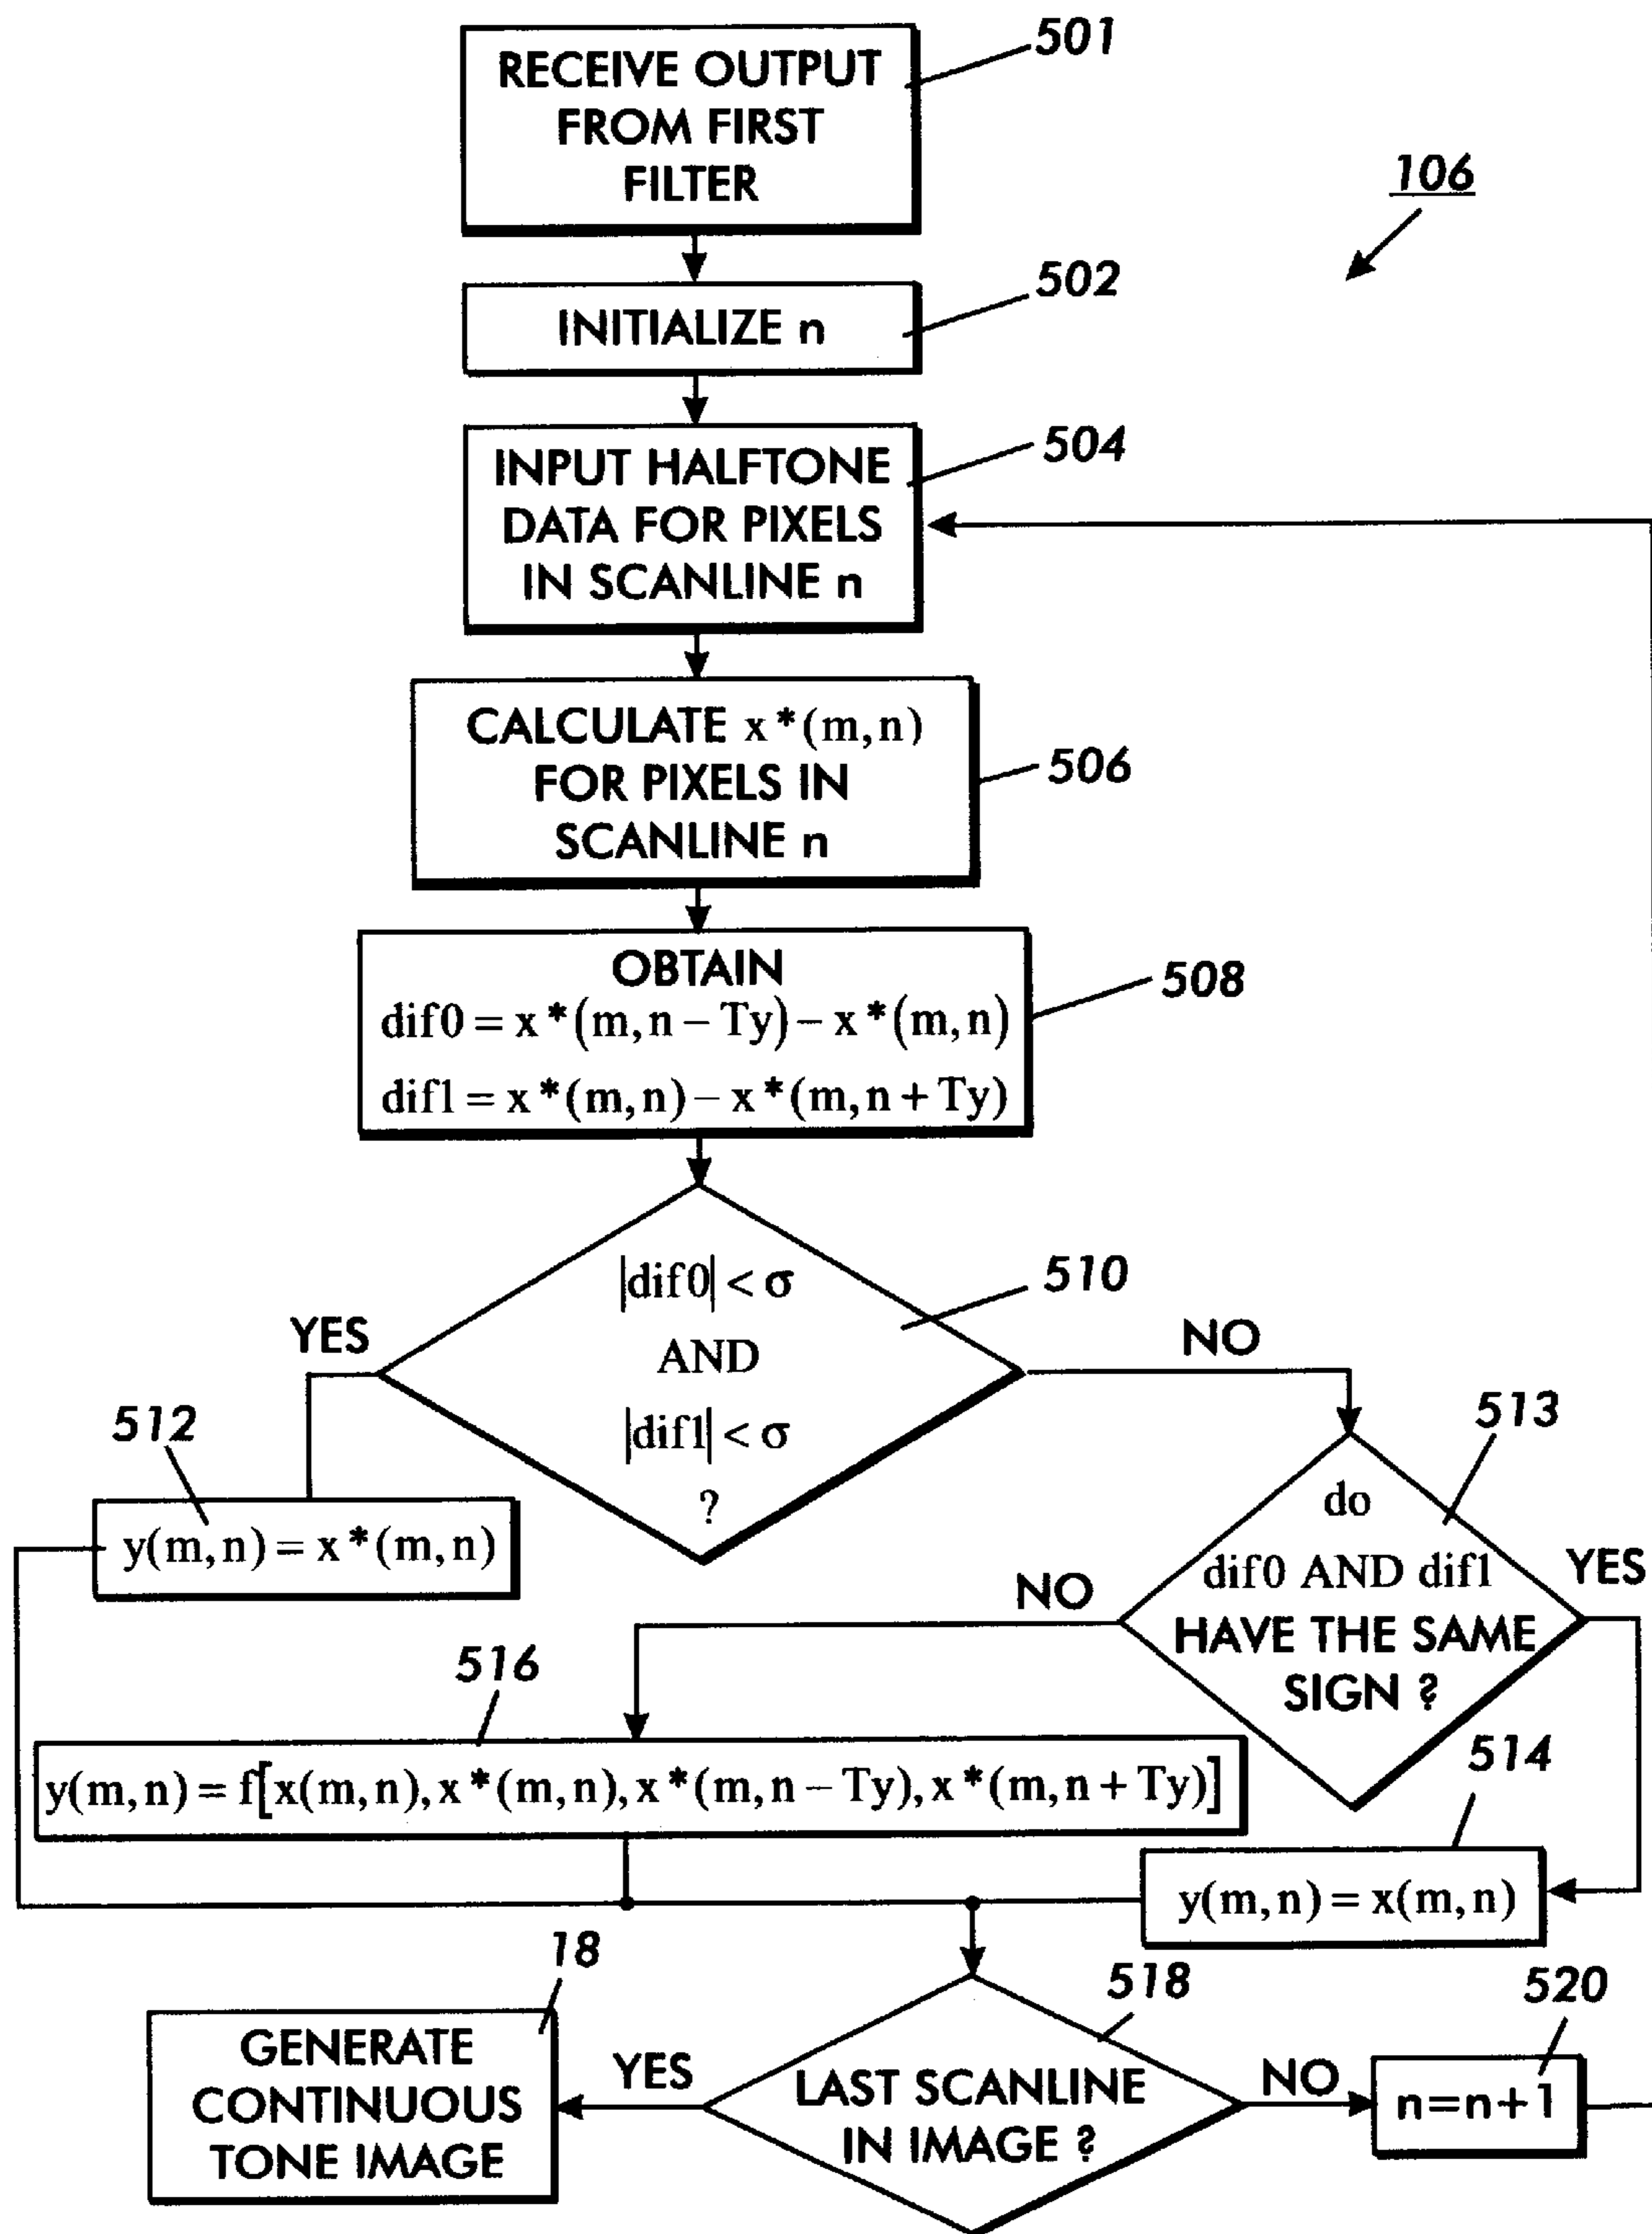 RECEIVE OUTPUT
FROM FIRST
FILTER
501
106
INITIALIZE n
502
INPUT HALFTONE
DATA FOR PIXELS
IN SCANLINE n
504
CALCULATE x*(m,n)
FOR PIXELS IN
SCANLINE n
506
OBTAIN
dif0 = x*(m,n − Ty) − x*(m,n)
dif1 = x*(m,n) − x*(m,n + Ty)
508
|dif0| < σ
AND
|dif1| < σ
?
510
YES
NO
512
y(m,n) = x*(m,n)
513
do
dif0 AND dif1
HAVE THE SAME
SIGN ?
NO
YES
516
y(m,n) = f[x(m,n),x*(m,n),x*(m,n − Ty),x*(m,n + Ty)]
514
y(m,n) = x(m,n)
18
GENERATE
CONTINUOUS
TONE IMAGE
YES
518
LAST SCANLINE
IN IMAGE ?
NO
520
n=n+1